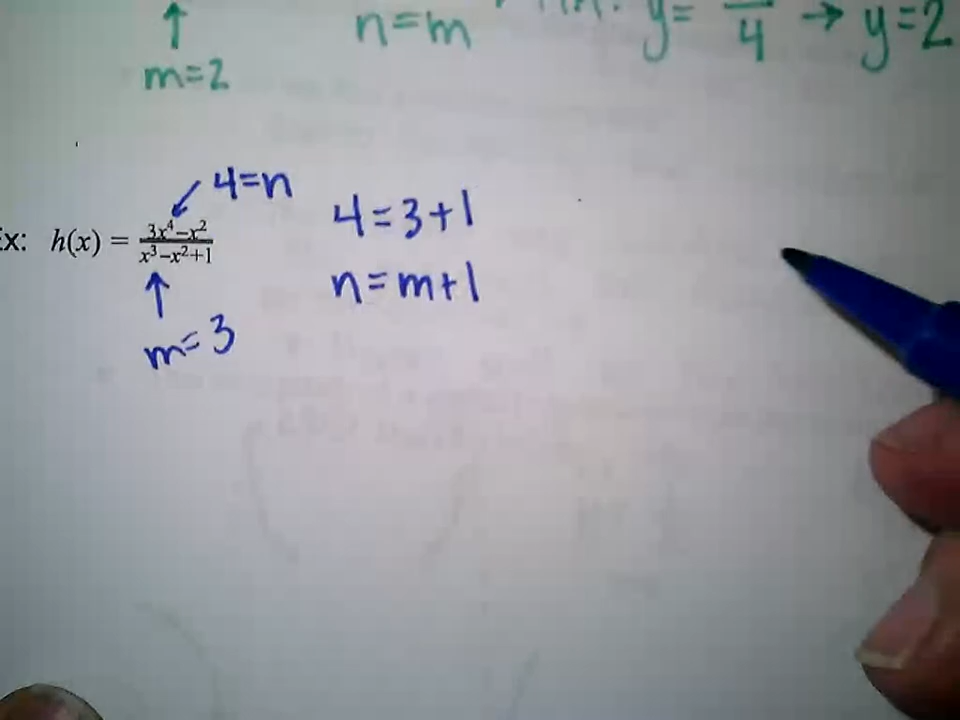 n=m
y= /4 → y=2
m=2
4=n
4=3+1
Ex: h(x) = 3x⁴−x² / x³−x²+1
n=m+1
m=3